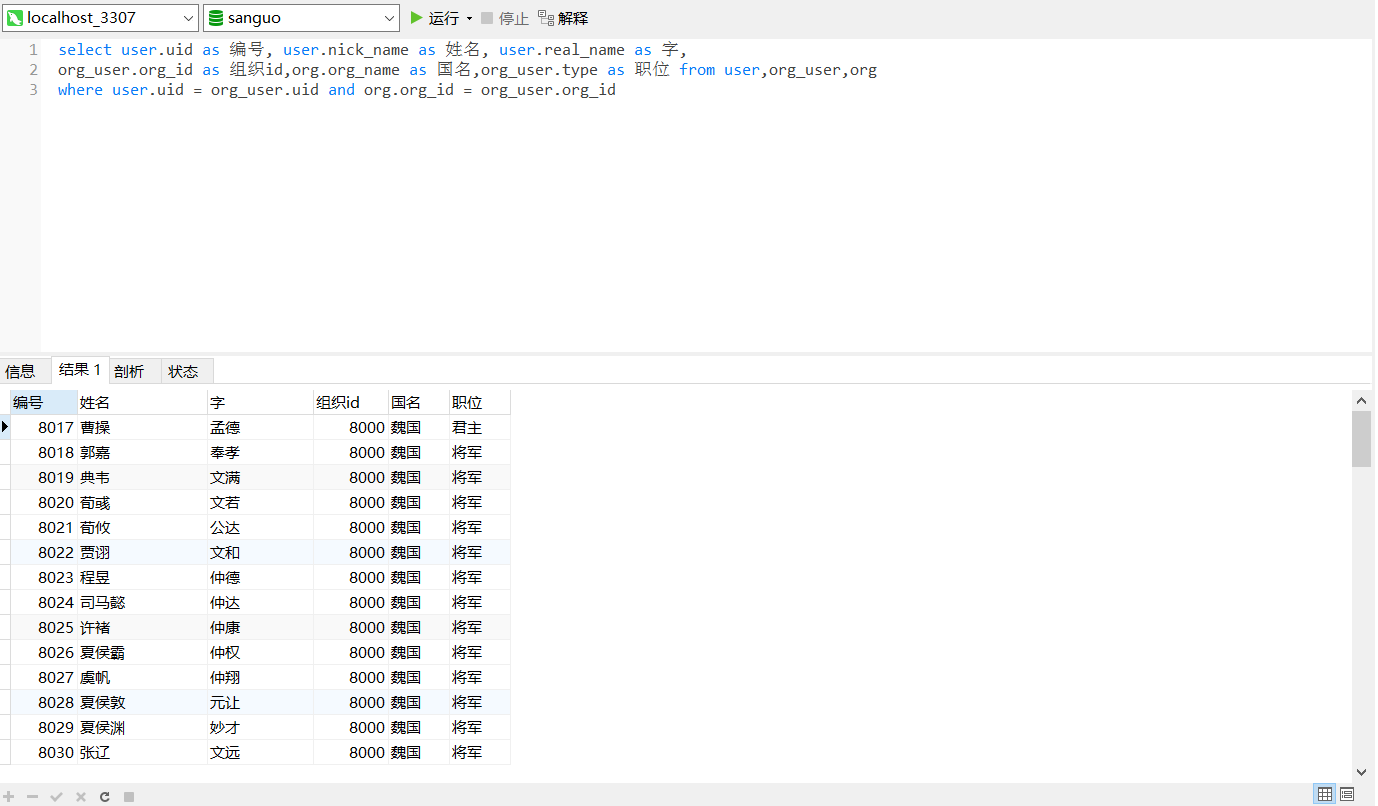 localhost_3307 sanguo 运行 停止 解释
1 select user.uid as 编号, user.nick_name as 姓名, user.real_name as 字,
2 org_user.org_id as 组织id,org.org_name as 国名,org_user.type as 职位 from user,org_user,org
3 where user.uid = org_user.uid and org.org_id = org_user.org_id
信息 结果 1 剖析 状态
编号 姓名 字 组织id 国名 职位
8017 曹操 孟德 8000 魏国 君主
8018 郭嘉 奉孝 8000 魏国 将军
8019 典韦 文满 8000 魏国 将军
8020 荀彧 文若 8000 魏国 将军
8021 荀攸 公达 8000 魏国 将军
8022 贾诩 文和 8000 魏国 将军
8023 程昱 仲德 8000 魏国 将军
8024 司马懿 仲达 8000 魏国 将军
8025 许褚 仲康 8000 魏国 将军
8026 夏侯霸 仲权 8000 魏国 将军
8027 虞帆 仲翔 8000 魏国 将军
8028 夏侯敦 元让 8000 魏国 将军
8029 夏侯渊 妙才 8000 魏国 将军
8030 张辽 文远 8000 魏国 将军